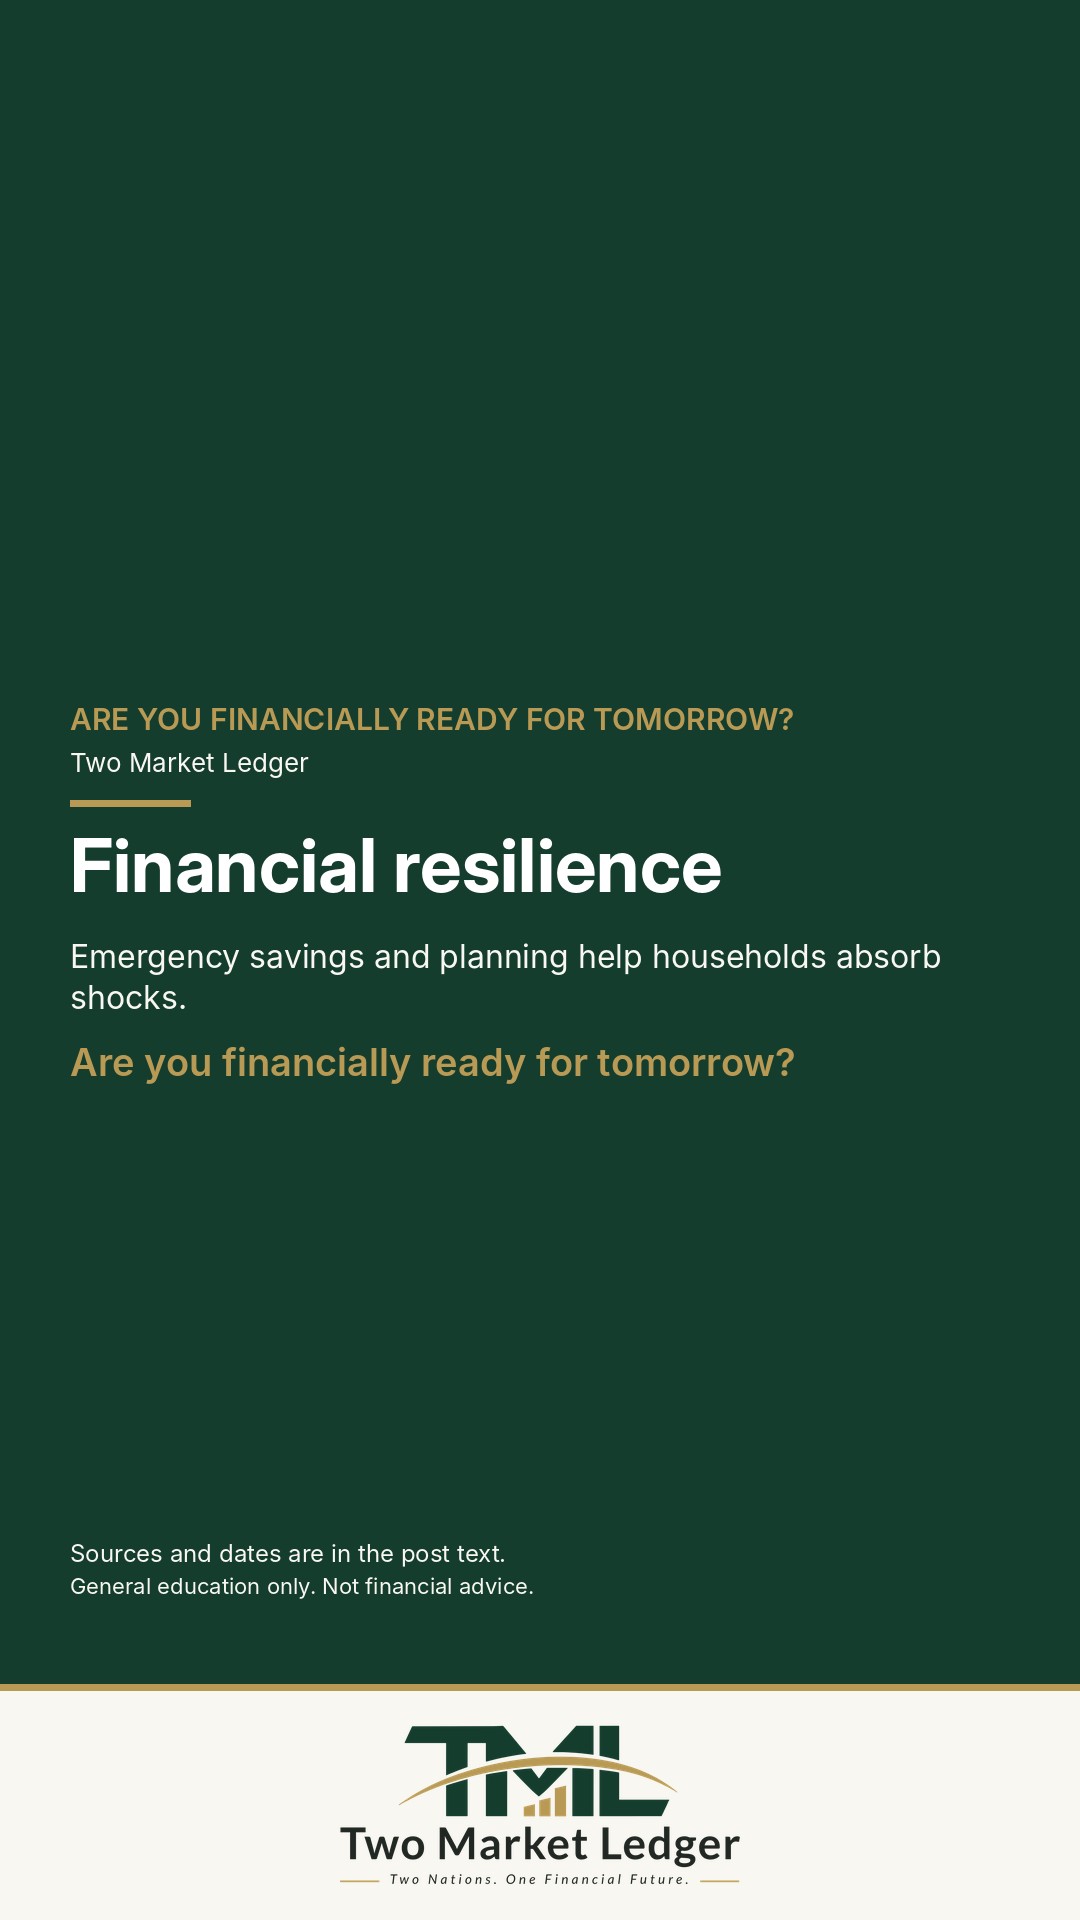 ARE YOU FINANCIALLY READY FOR TOMORROW?
Two Market Ledger
Financial resilience
Emergency savings and planning help households absorb
shocks.
Are you financially ready for tomorrow?
Sources and dates are in the post text.
General education only. Not financial advice.
TML
Two Market Ledger
Two Nations. One Financial Future.